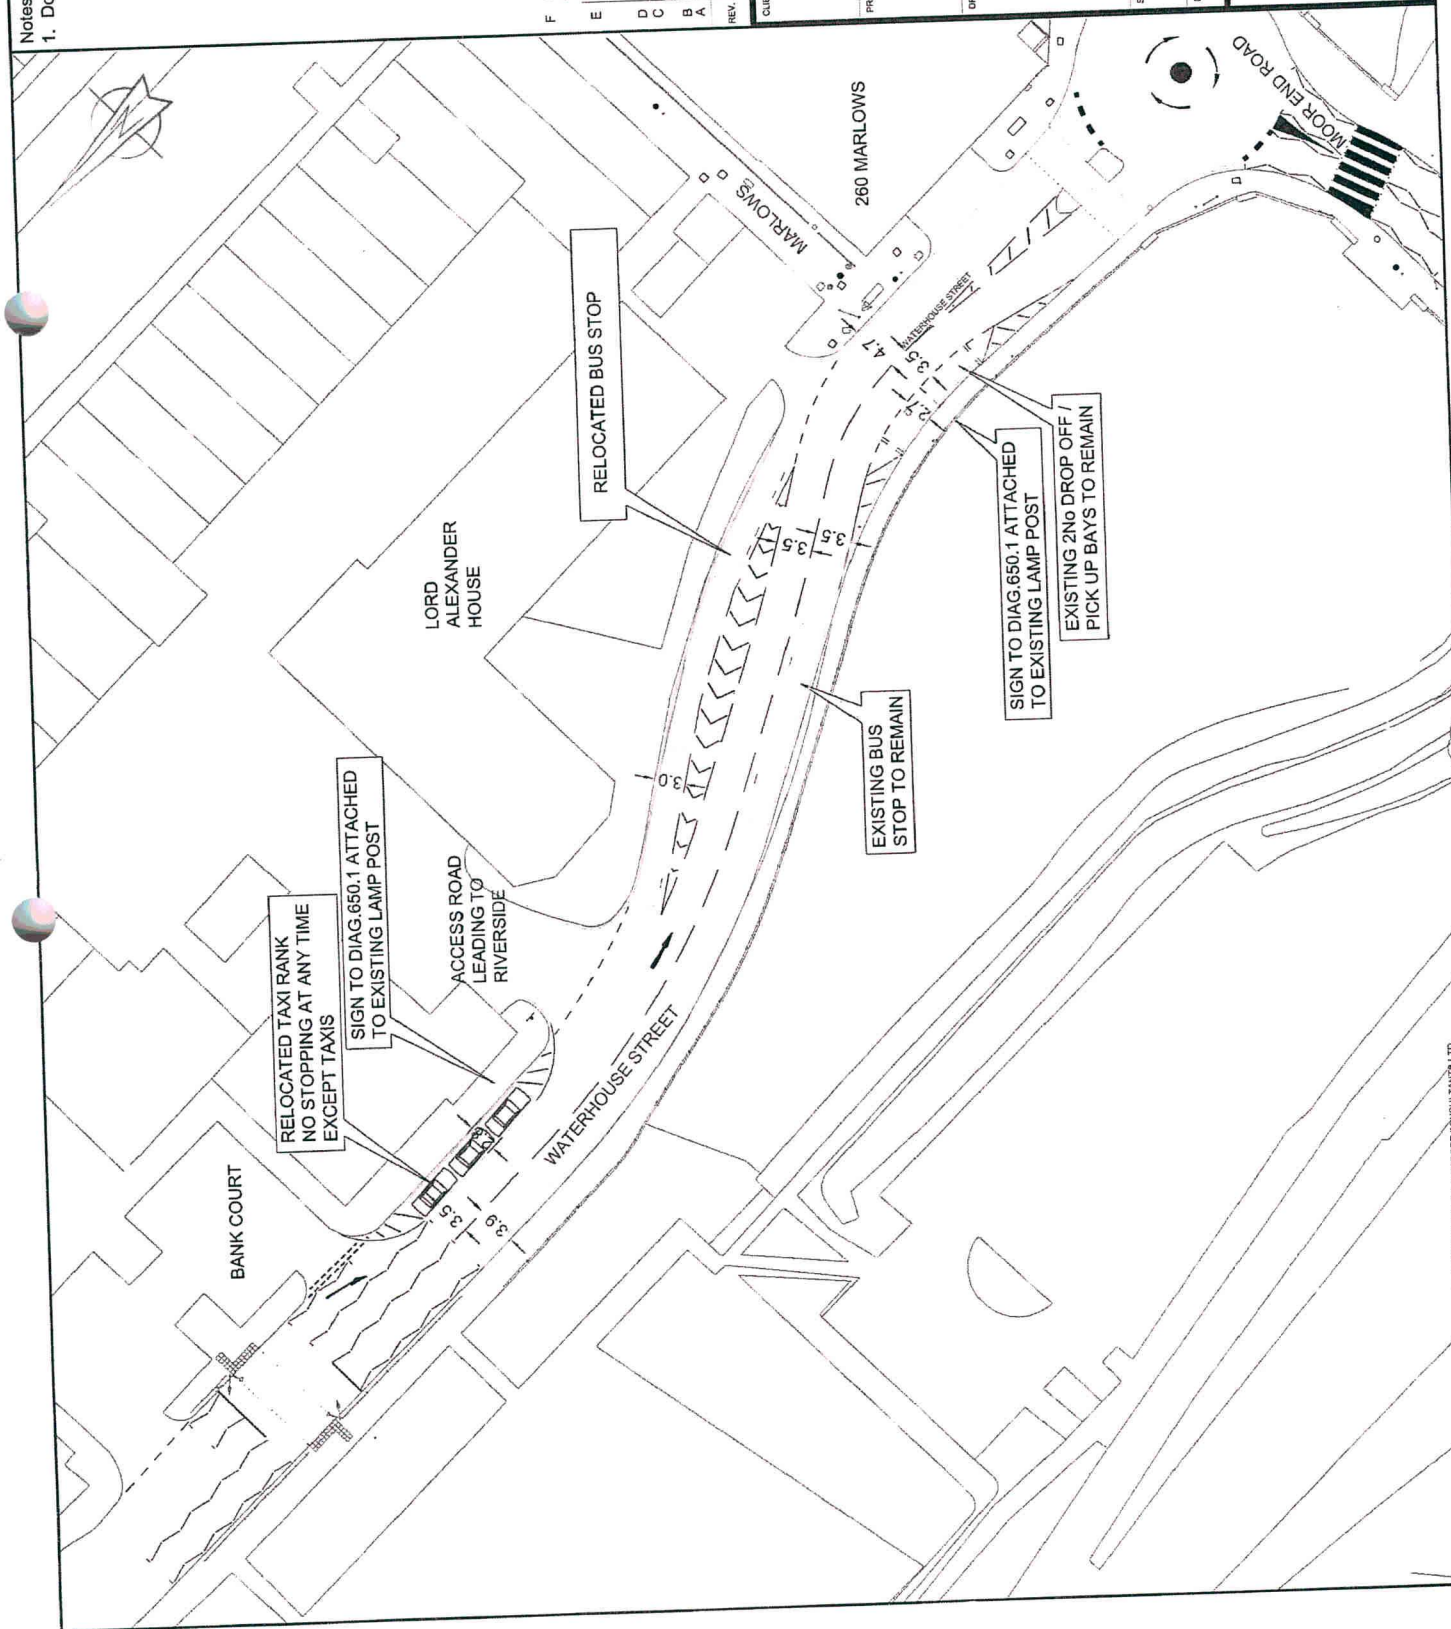 Notes
1. Do
F
E
D
C
B
A
REV.
MOOR END ROAD
260 MARLOWS
MARLOWS
RELOCATED BUS STOP
WATERHOUSE STREET
4.7
3.5
2.7
EXISTING 2No DROP OFF /
PICK UP BAYS TO REMAIN
SIGN TO DIAG.650.1 ATTACHED
TO EXISTING LAMP POST
LORD
ALEXANDER
HOUSE
3.5
3.5
3.0
EXISTING BUS
STOP TO REMAIN
SIGN TO DIAG.650.1 ATTACHED
TO EXISTING LAMP POST
ACCESS ROAD
LEADING TO
RIVERSIDE
RELOCATED TAXI RANK
NO STOPPING AT ANY TIME
EXCEPT TAXIS
WATERHOUSE STREET
3.5
3.9
BANK COURT